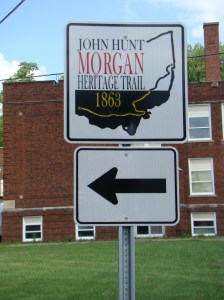 JOHN HUNT
MORGAN
HERITAGE TRAIL
1863